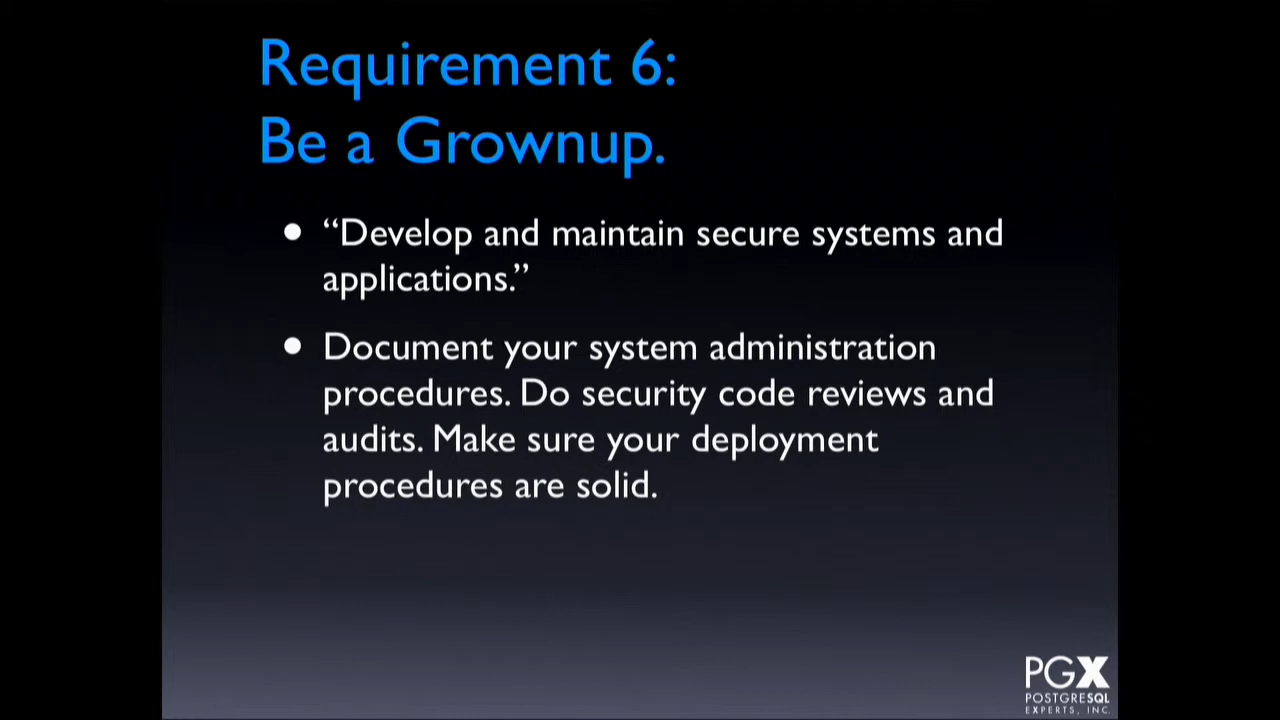 Requirement 6:
Be a Grownup.
• “Develop and maintain secure systems and
applications.”
• Document your system administration
procedures. Do security code reviews and
audits. Make sure your deployment
procedures are solid.
PGX
POSTGRESQL
EXPERTS, INC.